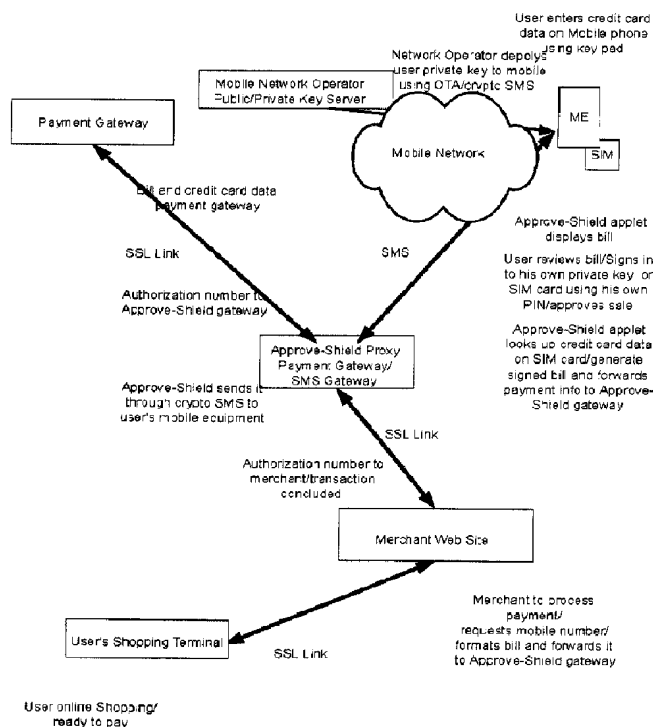 User enters credit card
data on Mobile phone
using key pad
Network Operator depolys
user private key to mobile
using OTA/crypto SMS
Mobile Network Operator
Public/Private Key Server
ME
SIM
Payment Gateway
Mobile Network
Bill and credit card data
payment gateway
SSL Link
SMS
Approve-Shield applet
displays bill
User reviews bill/Signs in
to his own private key on
SIM card using his own
PIN/approves sale
Authorization number to
Approve-Shield gateway
Approve-Shield applet
looks up credit card data
on SIM card/generate
signed bill and forwards
payment info to Approve-
Shield gateway
Approve-Shield Proxy
Payment Gateway/
SMS Gateway
Approve-Shield sends it
through crypto SMS to
user's mobile equipment
SSL Link
Authorization number to
merchant/transaction
concluded
Merchant Web Site
Merchant to process
payment/
requests mobile number/
formats bill and forwards it
to Approve-Shield gateway
User's Shopping Terminal
SSL Link
User online Shopping/
ready to pay